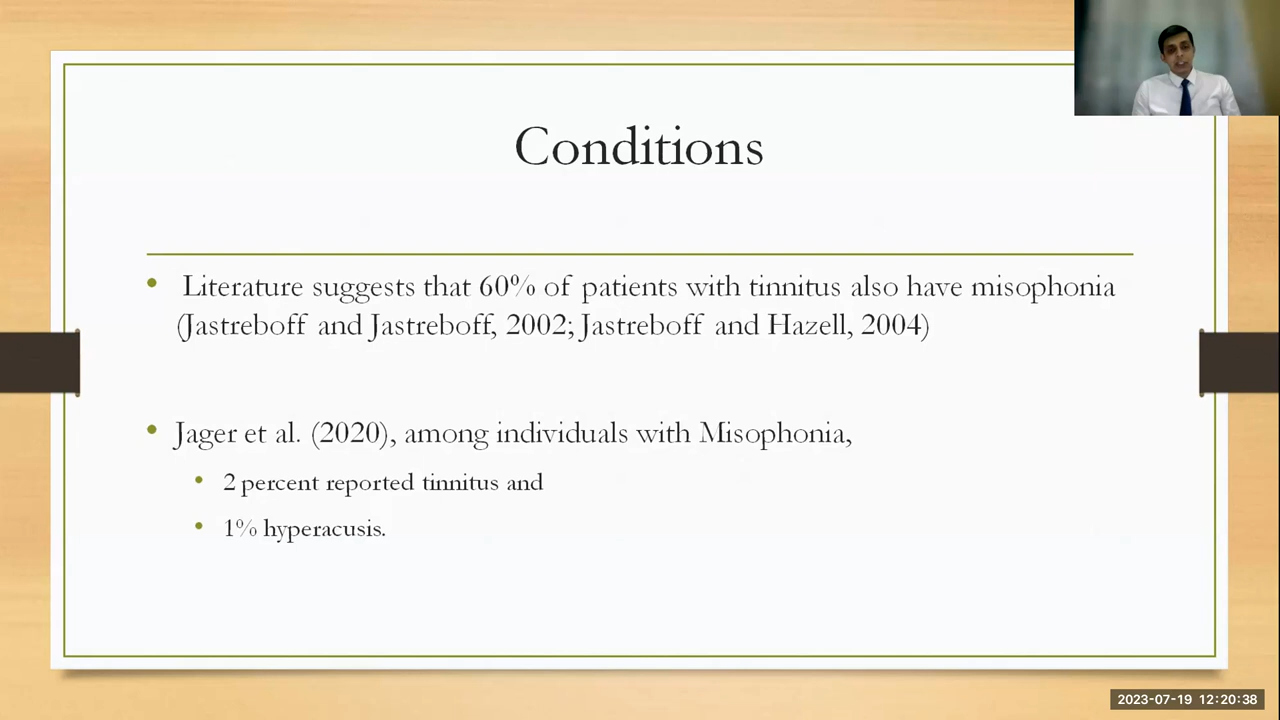 Conditions
Literature suggests that 60% of patients with tinnitus also have misophonia
(Jastreboff and Jastreboff, 2002; Jastreboff and Hazell, 2004)
Jager et al. (2020), among individuals with Misophonia,
2 percent reported tinnitus and
1% hyperacusis.
2023-07-19 12:20:38